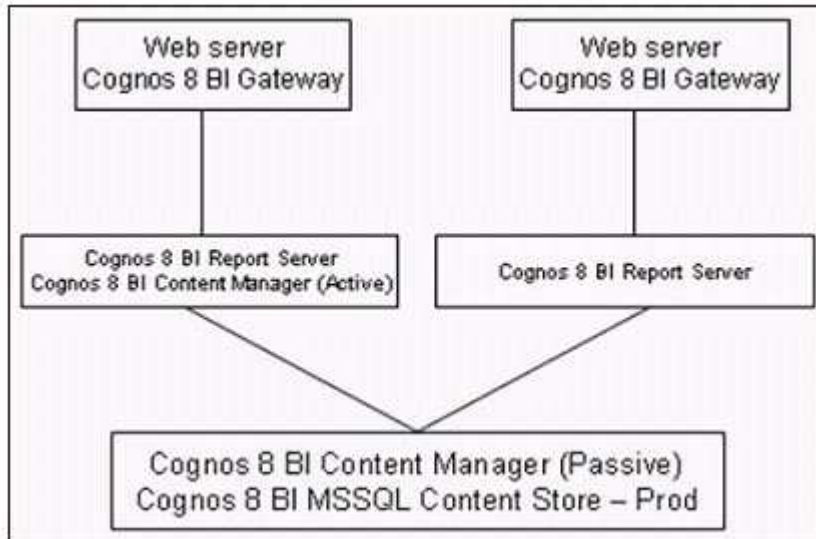 Web server
Cognos 8 BI Gateway
Web server
Cognos 8 BI Gateway
Cognos 8 BI Report Server
Cognos 8 BI Content Manager (Active)
Cognos 8 BI Report Server
Cognos 8 BI Content Manager (Passive)
Cognos 8 BI MSSQL Content Store – Prod